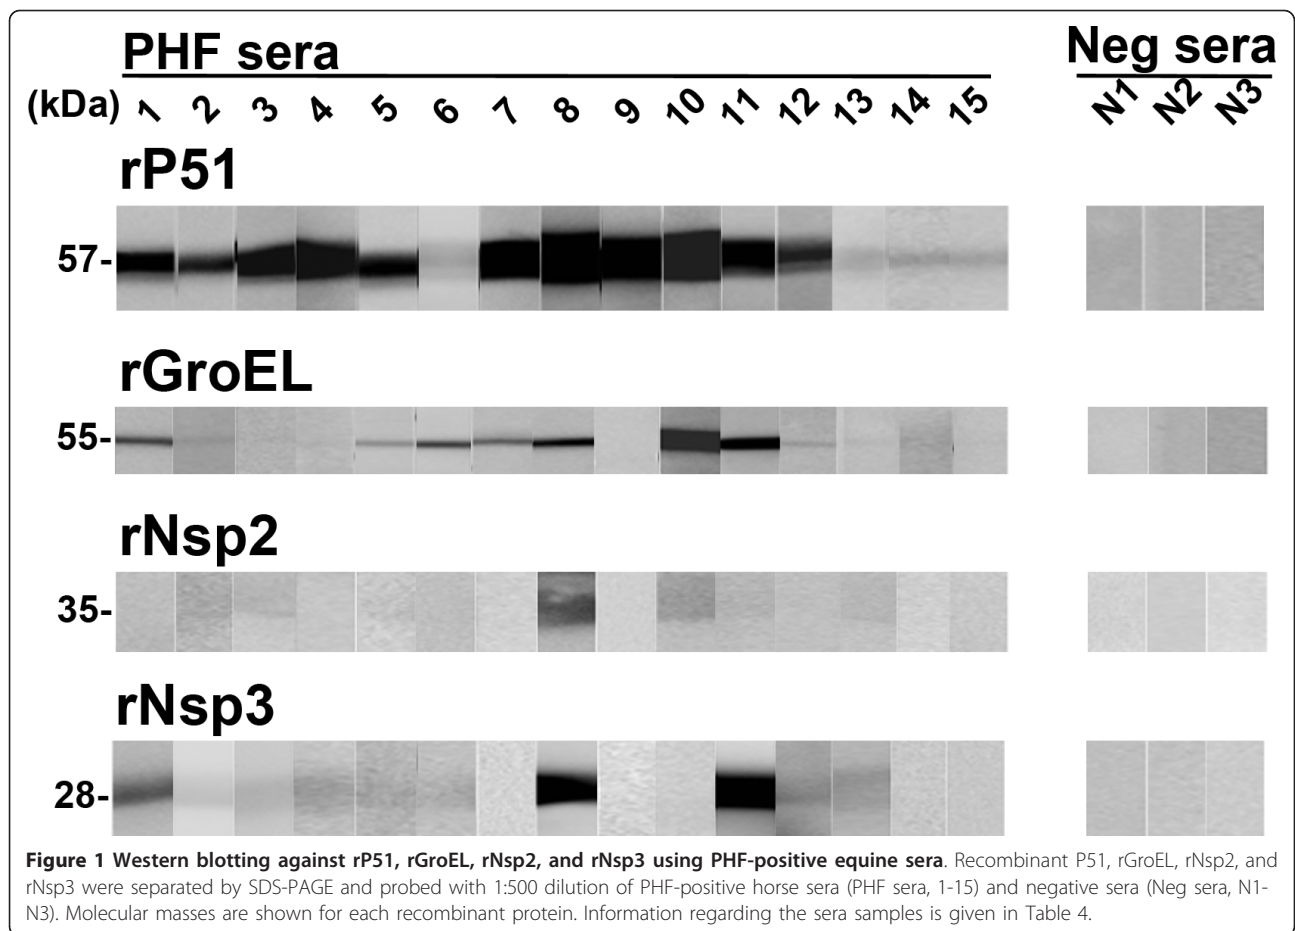 PHF sera Neg sera
(kDa) 1 2 3 4 5 6 7 8 9 10 11 12 13 14 15 N1 N2 N3
rP51
57-
rGroEL
55-
rNsp2
35-
rNsp3
28-
Figure 1 Western blotting against rP51, rGroEL, rNsp2, and rNsp3 using PHF-positive equine sera. Recombinant P51, rGroEL, rNsp2, and
rNsp3 were separated by SDS-PAGE and probed with 1:500 dilution of PHF-positive horse sera (PHF sera, 1-15) and negative sera (Neg sera, N1-
N3). Molecular masses are shown for each recombinant protein. Information regarding the sera samples is given in Table 4.